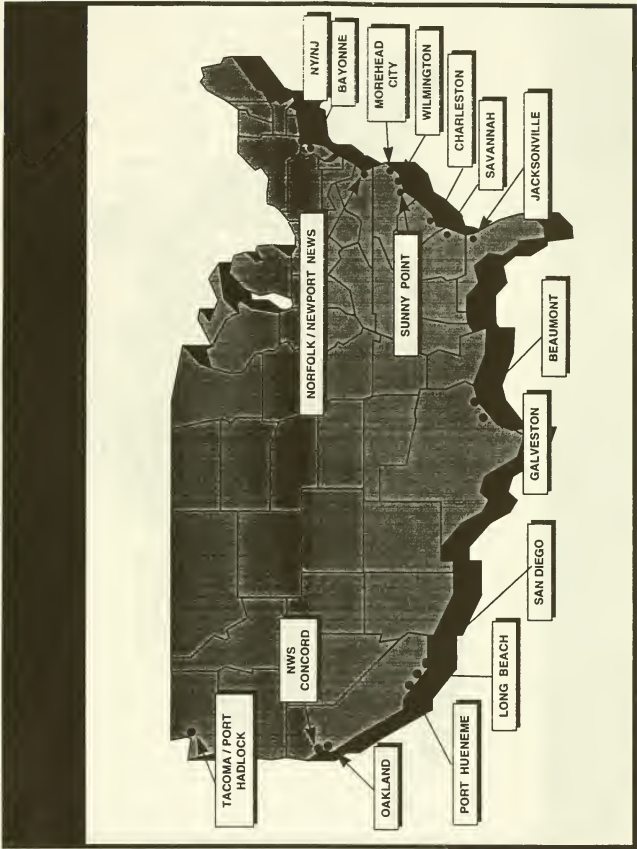 TACOMA / PORT
HADLOCK
NWS
CONCORD
OAKLAND
PORT HUENEME
LONG BEACH
SAN DIEGO
GALVESTON
BEAUMONT
NORFOLK / NEWPORT NEWS
SUNNY POINT
NY/NJ
BAYONNE
MOREHEAD
CITY
WILMINGTON
CHARLESTON
SAVANNAH
JACKSONVILLE